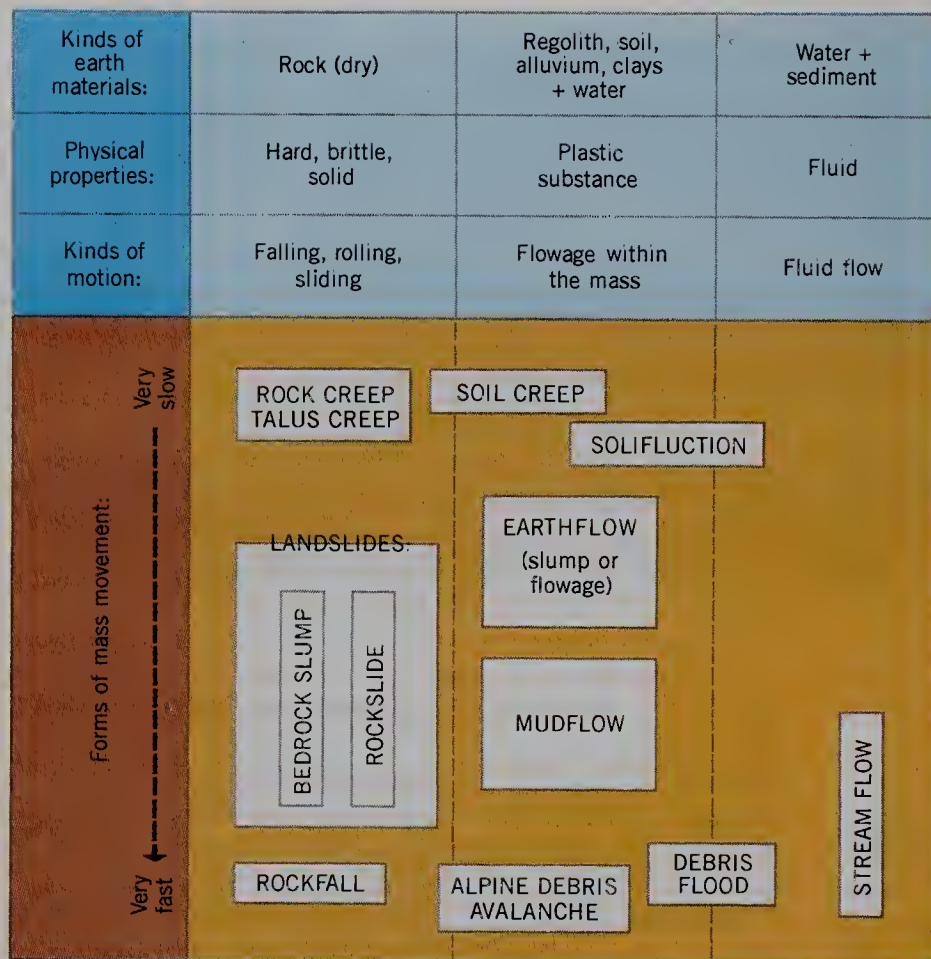 Kinds of
earth
materials:
Rock (dry)
Regolith, soil,
alluvium, clays
+ water
Water +
sediment
Physical
properties:
Hard, brittle,
solid
Plastic
substance
Fluid
Kinds of
motion:
Falling, rolling,
sliding
Flowage within
the mass
Fluid flow
Forms of mass movement:
Very
slow
Very
fast
ROCK CREEP
TALUS CREEP
SOIL CREEP
SOLIFLUCTION
LANDSLIDES:
BEDROCK SLUMP
ROCKSLIDE
EARTHFLOW
(slump or
flowage)
MUDFLOW
STREAM FLOW
ROCKFALL
ALPINE DEBRIS
AVALANCHE
DEBRIS
FLOOD